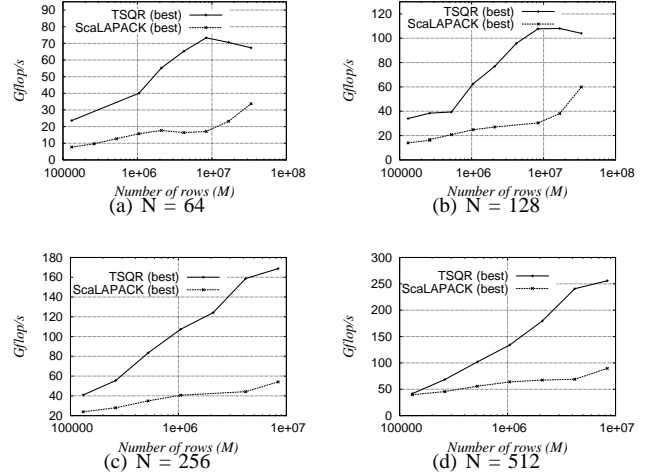 90
80
70
60
50
40
30
20
10
0
TSQR (best)
ScaLAPACK (best)
Gflop/s
100000 1e+06 1e+07 1e+08
Number of rows (M)
(a) N = 64
120
100
80
60
40
20
0
TSQR (best)
ScaLAPACK (best)
Gflop/s
100000 1e+06 1e+07 1e+08
Number of rows (M)
(b) N = 128
180
160
140
120
100
80
60
40
20
TSQR (best)
ScaLAPACK (best)
Gflop/s
100000 1e+06 1e+07
Number of rows (M)
(c) N = 256
300
250
200
150
100
50
0
TSQR (best)
ScaLAPACK (best)
Gflop/s
100000 1e+06 1e+07
Number of rows (M)
(d) N = 512